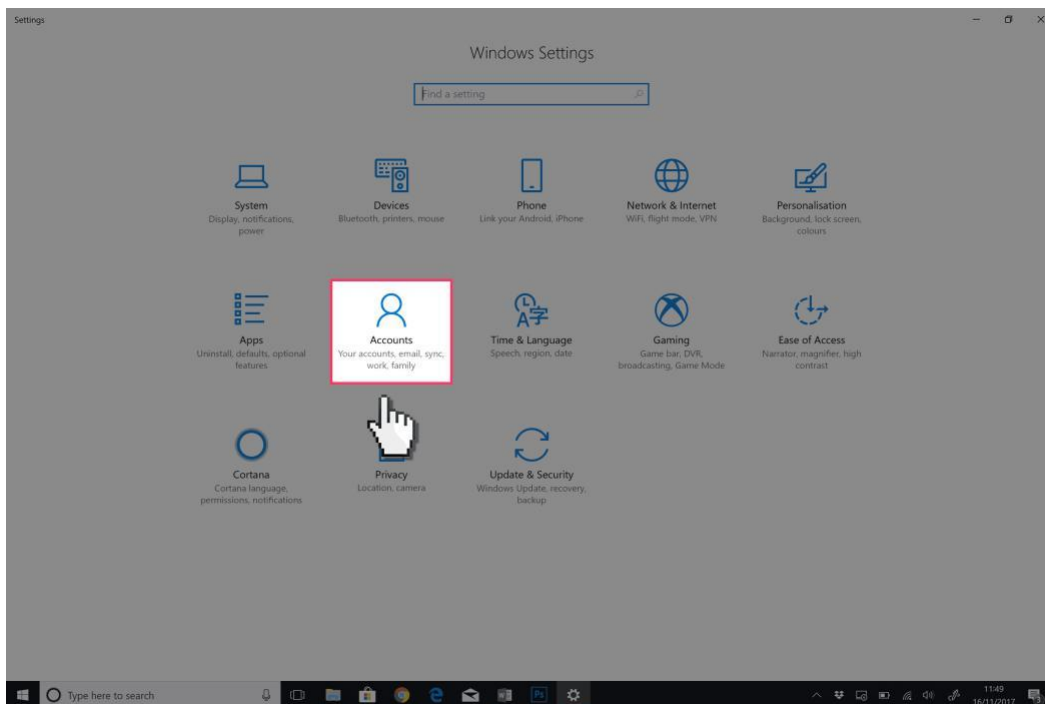 Settings
Windows Settings
Find a setting
System
Display, notifications,
power
Devices
Bluetooth, printers, mouse
Phone
Link your Android, iPhone
Network & Internet
WiFi, flight mode, VPN
Personalisation
Background, lock screen,
colours
Apps
Uninstall, defaults, optional
features
Accounts
Your accounts, email, sync,
work, family
Time & Language
Speech, region, date
Gaming
Game bar, DVR,
broadcasting, Game Mode
Ease of Access
Narrator, magnifier, high
contrast
Cortana
Cortana language,
permissions, notifications
Privacy
Location, camera
Update & Security
Windows Update, recovery,
backup
Type here to search
Ps
11:49
16/11/2017